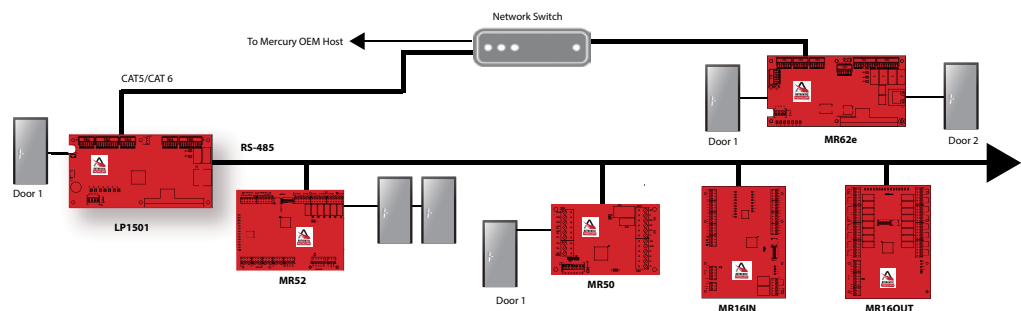 Network Switch
To Mercury OEM Host
CAT5/CAT 6
RS-485
Door 1
LP1501
MR52
Door 1
MR50
Door 1
MR62e
Door 2
MR16IN
MR16OUT